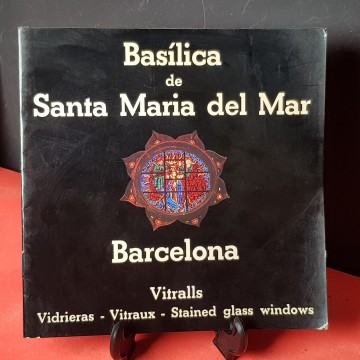 Basílica
de
Santa Maria del Mar
Barcelona
Vitralls
Vidrieras - Vitraux - Stained glass windows